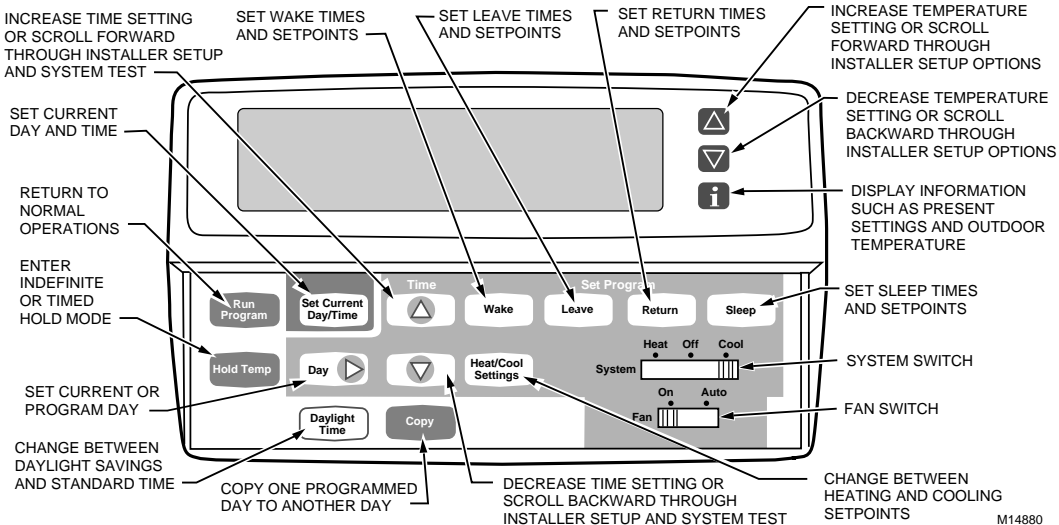 INCREASE TIME SETTING
OR SCROLL FORWARD
THROUGH INSTALLER SETUP
AND SYSTEM TEST
SET WAKE TIMES
AND SETPOINTS
SET LEAVE TIMES
AND SETPOINTS
SET RETURN TIMES
AND SETPOINTS
INCREASE TEMPERATURE
SETTING OR SCROLL
FORWARD THROUGH
INSTALLER SETUP OPTIONS
SET CURRENT
DAY AND TIME
DECREASE TEMPERATURE
SETTING OR SCROLL
BACKWARD THROUGH
INSTALLER SETUP OPTIONS
RETURN TO
NORMAL
OPERATIONS
i
DISPLAY INFORMATION
SUCH AS PRESENT
SETTINGS AND OUTDOOR
TEMPERATURE
ENTER
INDEFINITE
OR TIMED
HOLD MODE
Time
Set Program
Run
Program
Set Current
Day/Time
Wake
Leave
Return
Sleep
SET SLEEP TIMES
AND SETPOINTS
Hold Temp
Day
Heat/Cool
Settings
Heat Off Cool
System
SYSTEM SWITCH
SET CURRENT OR
PROGRAM DAY
On Auto
Fan
FAN SWITCH
Daylight
Time
Copy
CHANGE BETWEEN
DAYLIGHT SAVINGS
AND STANDARD TIME
COPY ONE PROGRAMMED
DAY TO ANOTHER DAY
DECREASE TIME SETTING OR
SCROLL BACKWARD THROUGH
INSTALLER SETUP AND SYSTEM TEST
CHANGE BETWEEN
HEATING AND COOLING
SETPOINTS
M14880